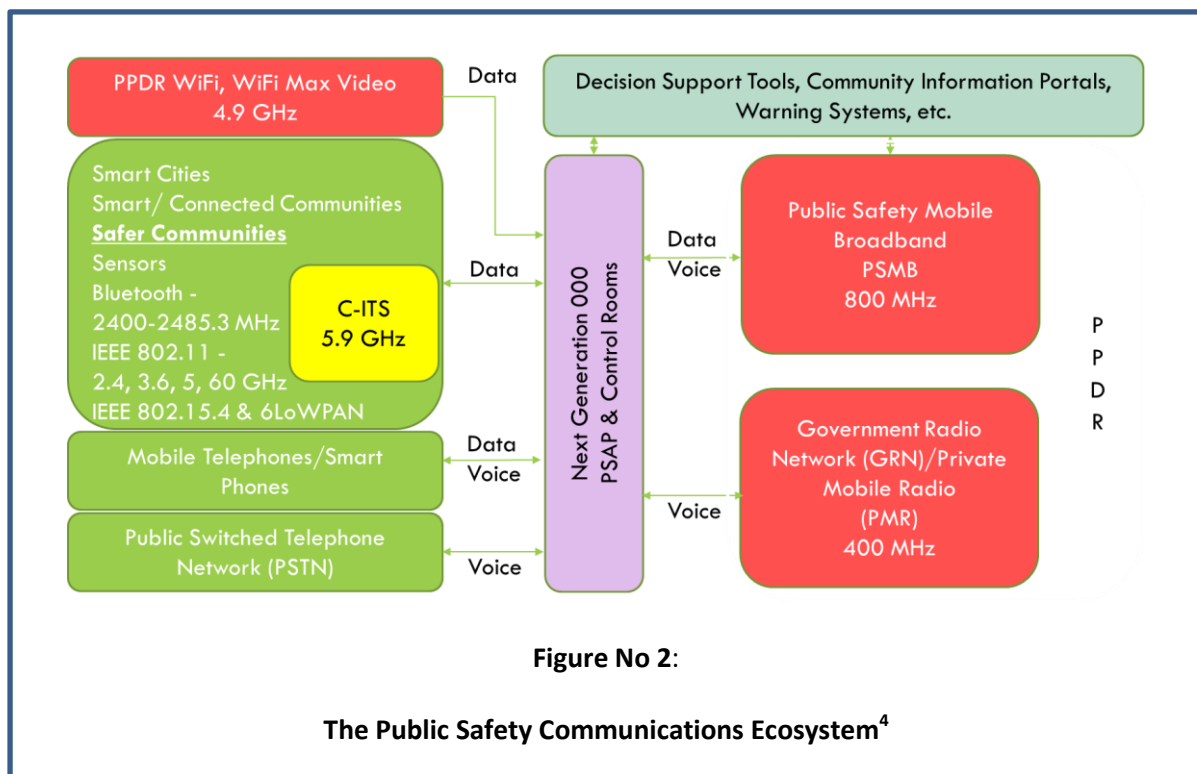 PPDR WiFi, WiFi Max Video
4.9 GHz
Data
Decision Support Tools, Community Information Portals,
Warning Systems, etc.
Smart Cities
Smart/ Connected Communities
Safer Communities
Sensors
Bluetooth -
2400-2485.3 MHz
IEEE 802.11 -
2.4, 3.6, 5, 60 GHz
IEEE 802.15.4 & 6LoWPAN
C-ITS
5.9 GHz
Data
Mobile Telephones/Smart
Phones
Data
Voice
Public Switched Telephone
Network (PSTN)
Voice
Next Generation 000
PSAP & Control Rooms
Data
Voice
Public Safety Mobile
Broadband
PSMB
800 MHz
Voice
Government Radio
Network (GRN)/Private
Mobile Radio
(PMR)
400 MHz
P
P
D
R
Figure No 2:
The Public Safety Communications Ecosystem4